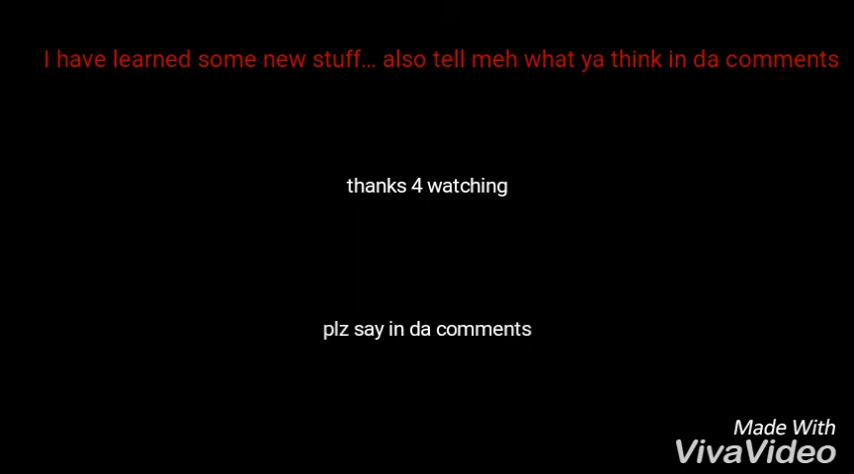 I have learned some new stuff... also tell meh what ya think in da comments
thanks 4 watching
plz say in da comments
Made With
VivaVideo